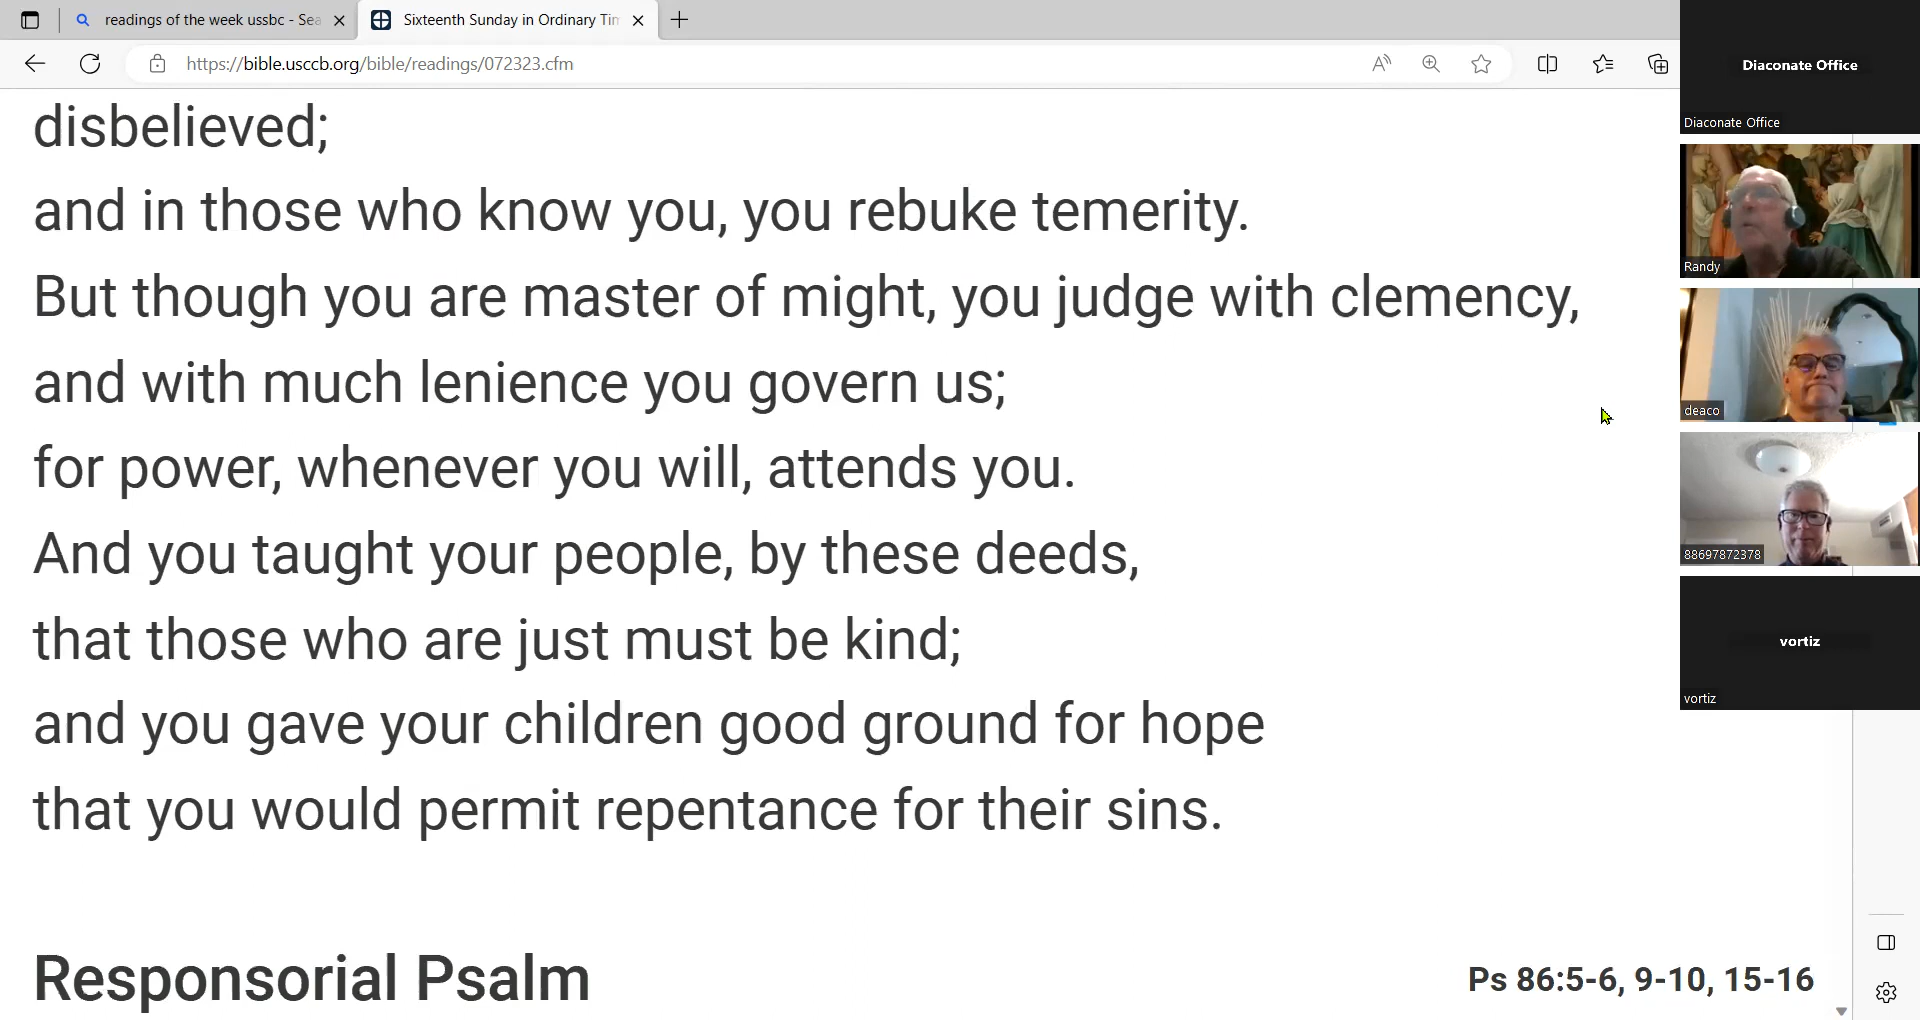 readings of the week ussbc - Sea
Sixteenth Sunday in Ordinary Tim
https://bible.usccb.org/bible/readings/072323.cfm
disbelieved;
and in those who know you, you rebuke temerity.
But though you are master of might, you judge with clemency,
and with much lenience you govern us;
for power, whenever you will, attends you.
And you taught your people, by these deeds,
that those who are just must be kind;
and you gave your children good ground for hope
that you would permit repentance for their sins.
Responsorial Psalm
Ps 86:5-6, 9-10, 15-16
Diaconate Office
Diaconate Office
Randy
deaco
88697872378
vortiz
vortiz